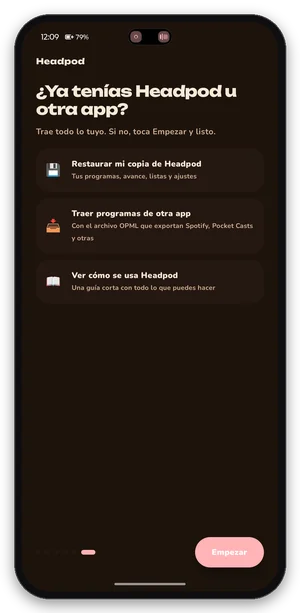 12:09
79%
Headpod
¿Ya tenías Headpod u
otra app?
Trae todo lo tuyo. Si no, toca Empezar y listo.
Restaurar mi copia de Headpod
Tus programas, avance, listas y ajustes
Traer programas de otra app
Con el archivo OPML que exportan Spotify, Pocket Casts
y otras
Ver cómo se usa Headpod
Una guía corta con todo lo que puedes hacer
Empezar